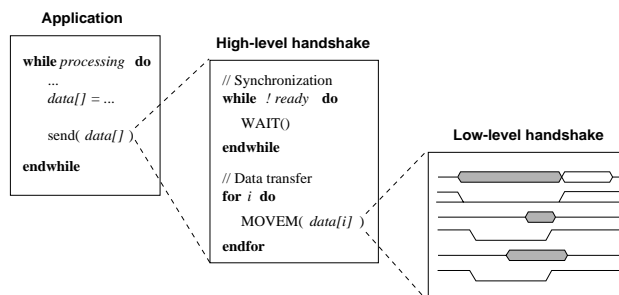 Application
while processing do
...
data[] = ...
send( data[] )
endwhile
High-level handshake
// Synchronization
while ! ready do
WAIT()
endwhile
// Data transfer
for i do
MOVEM( data[i] )
endfor
Low-level handshake